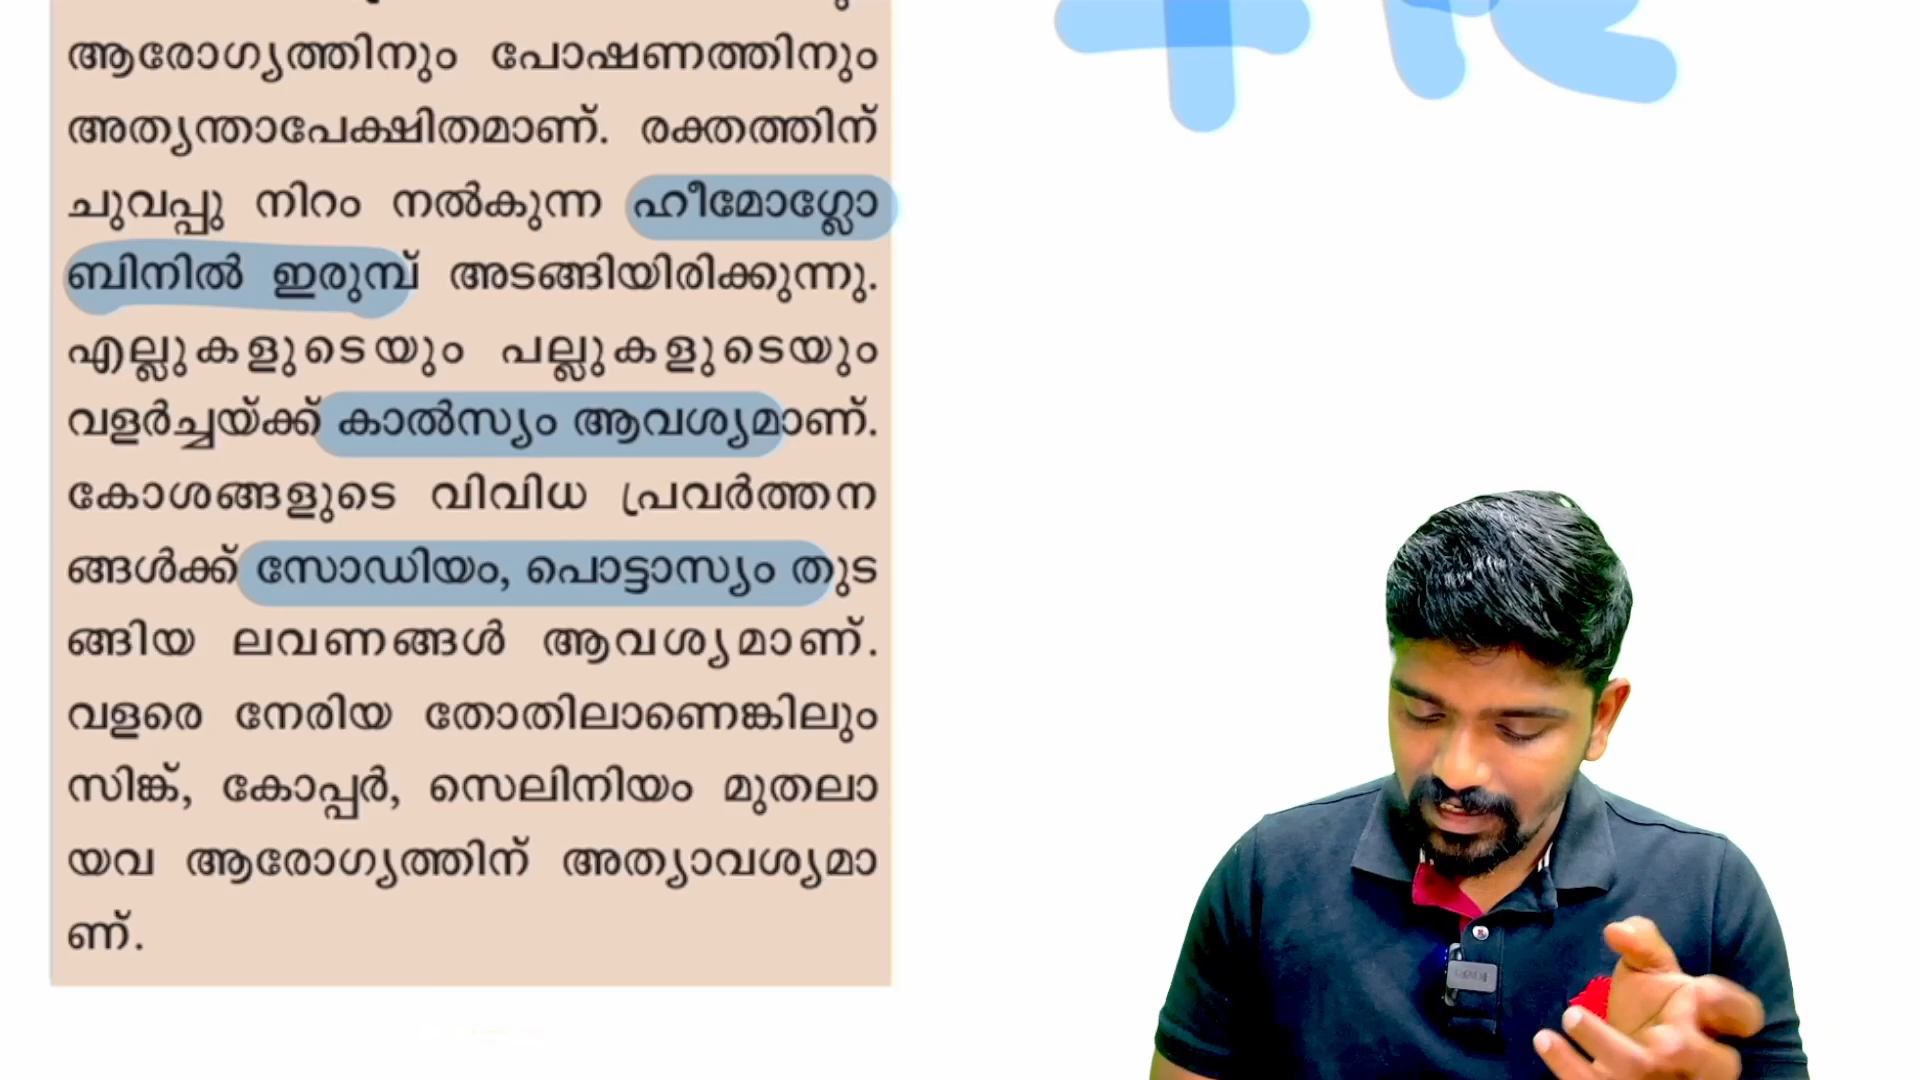 ആരോഗ്യത്തിനും പോഷണത്തിനും
അത്യന്താപേക്ഷിതമാണ്. രക്തത്തിന്
ചുവപ്പു നിറം നൽകുന്ന ഹീമോഗ്ലോ
ബിനിൽ ഇരുമ്പ് അടങ്ങിയിരിക്കുന്നു.
എല്ലുകളുടെയും പല്ലുകളുടെയും
വളർച്ചയ്ക്ക് കാൽസ്യം ആവശ്യമാണ്.
കോശങ്ങളുടെ വിവിധ പ്രവർത്തന
ങ്ങൾക്ക് സോഡിയം, പൊട്ടാസ്യം തുട
ങ്ങിയ ലവണങ്ങൾ ആവശ്യമാണ്.
വളരെ നേരിയ തോതിലാണെങ്കിലും
സിങ്ക്, കോപ്പർ, സെലിനിയം മുതലാ
യവ ആരോഗ്യത്തിന് അത്യാവശ്യമാ
ണ്.